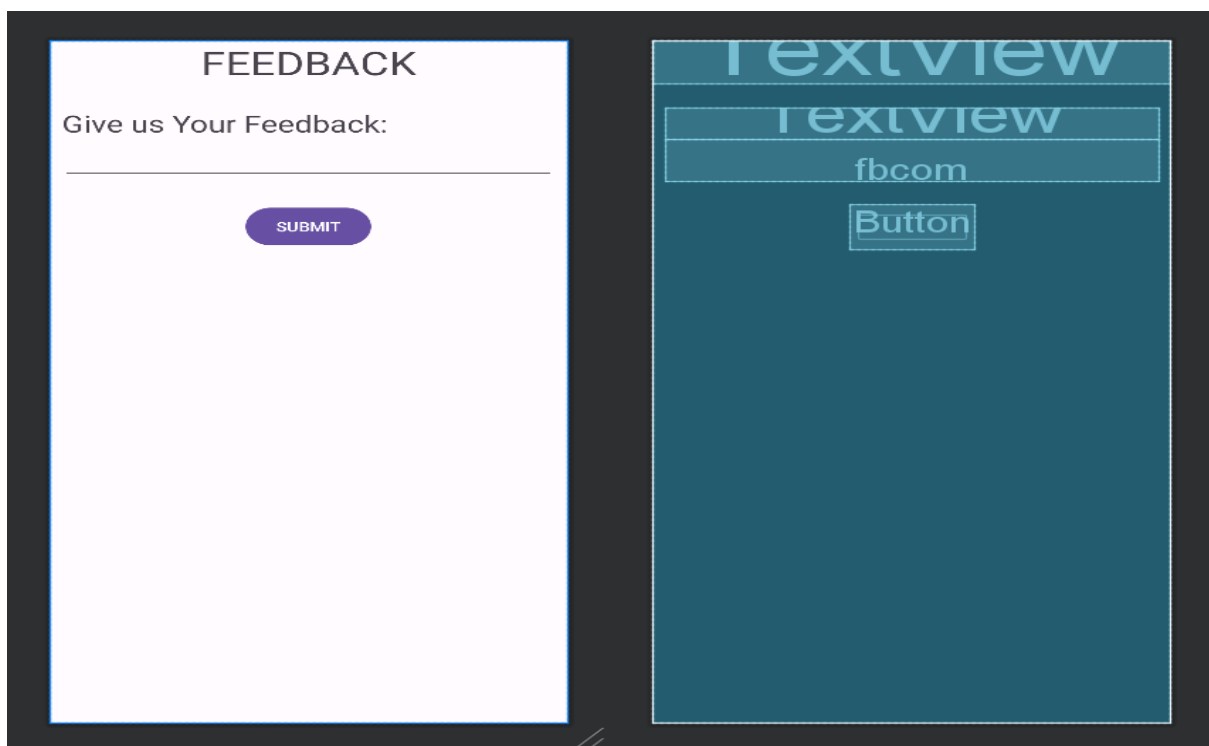 FEEDBACK
Give us Your Feedback:
SUBMIT
TextView
TextView
fbcom
Button